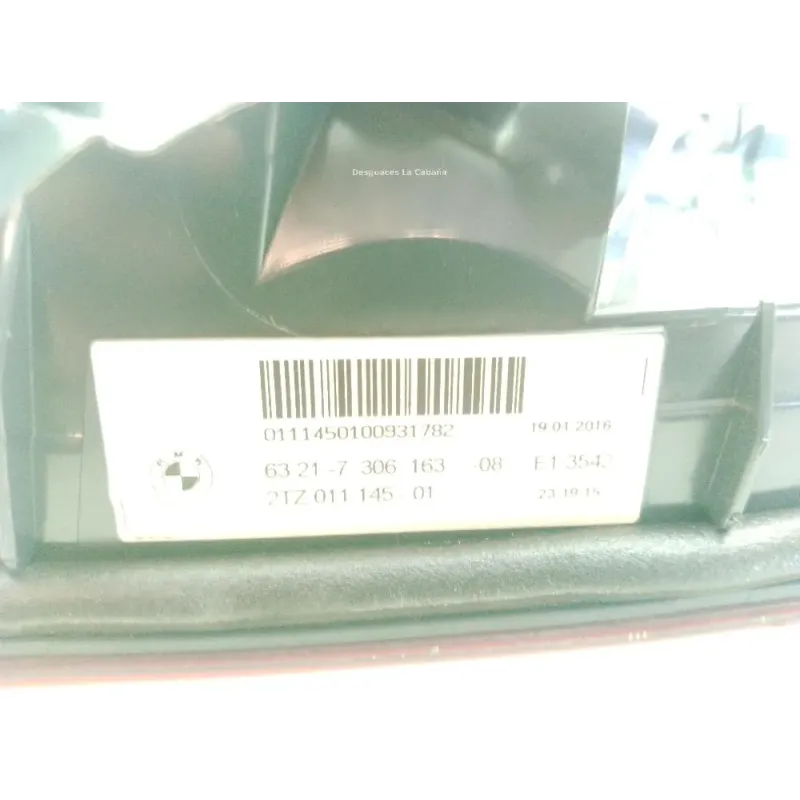 Desguaces La Cabaña
0111450100931782 19.01.2016
63 21-7 306 163 -08 E1 3542
2TZ 011 145-01 23:19:15